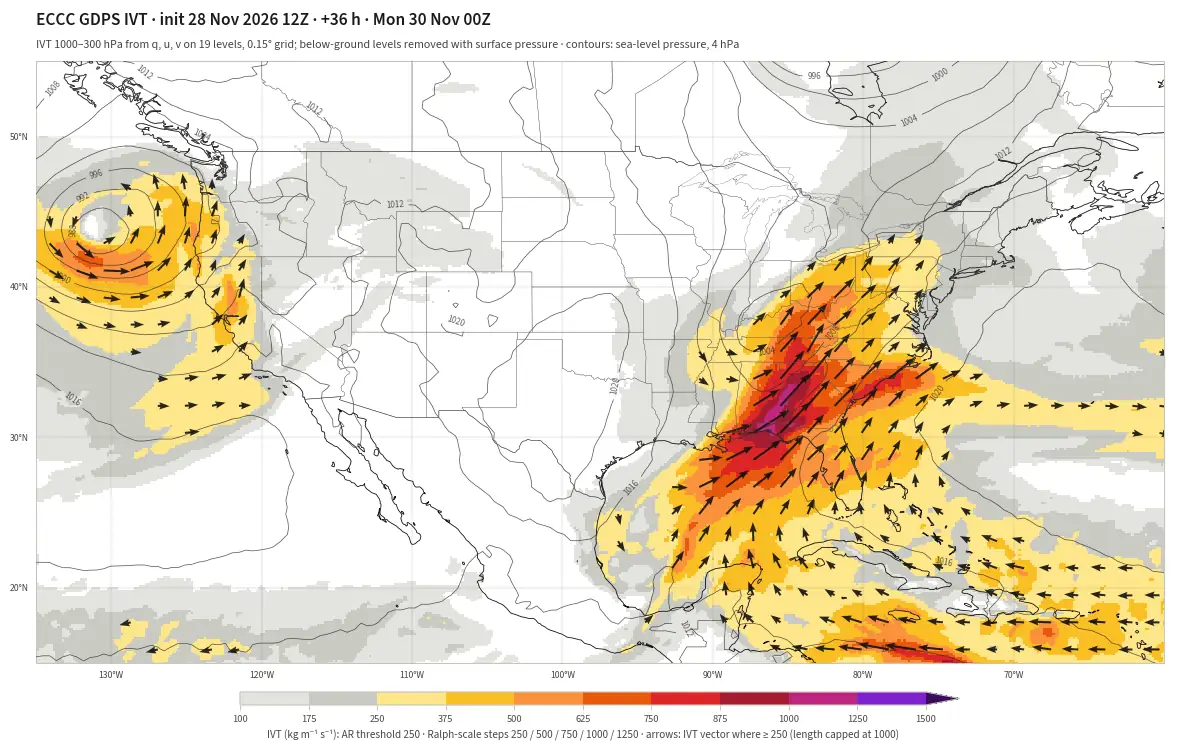 ECCC GDPS IVT · init 28 Nov 2026 12Z · +36 h · Mon 30 Nov 00Z
IVT 1000–300 hPa from q, u, v on 19 levels, 0.15° grid; below-ground levels removed with surface pressure · contours: sea-level pressure, 4 hPa
1012
996
1000
1008
1012
1004
50°N
1004
1012
996
992
1012
40°N
1020
1004
1020
1016
1020
30°N
1016
1016
20°N
1012
130°W 120°W 110°W 100°W 90°W 80°W 70°W
100 175 250 375 500 625 750 875 1000 1250 1500
IVT (kg m⁻¹ s⁻¹): AR threshold 250 · Ralph-scale steps 250 / 500 / 750 / 1000 / 1250 · arrows: IVT vector where ≥ 250 (length capped at 1000)